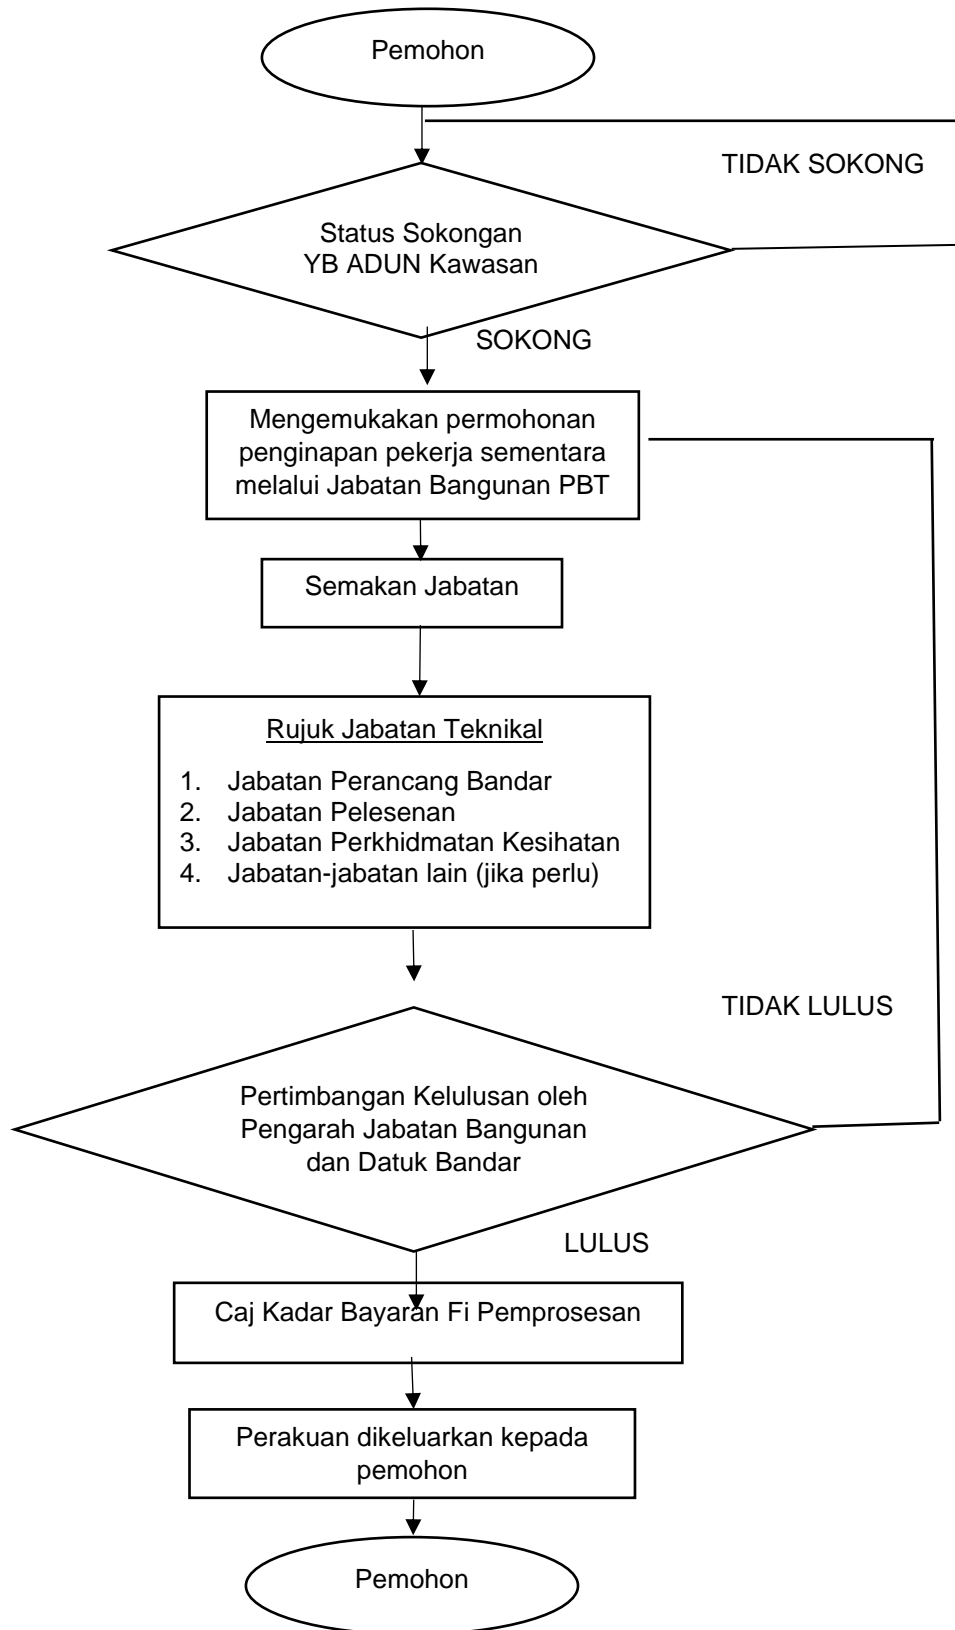 Pemohon
TIDAK SOKONG
Status Sokongan
YB ADUN Kawasan
SOKONG
Mengemukakan permohonan
penginapan pekerja sementara
melalui Jabatan Bangunan PBT
Semakan Jabatan
Rujuk Jabatan Teknikal
1. Jabatan Perancang Bandar
2. Jabatan Pelesenan
3. Jabatan Perkhidmatan Kesihatan
4. Jabatan-jabatan lain (jika perlu)
TIDAK LULUS
Pertimbangan Kelulusan oleh
Pengarah Jabatan Bangunan
dan Datuk Bandar
LULUS
Caj Kadar Bayaran Fi Pemprosesan
Perakuan dikeluarkan kepada
pemohon
Pemohon